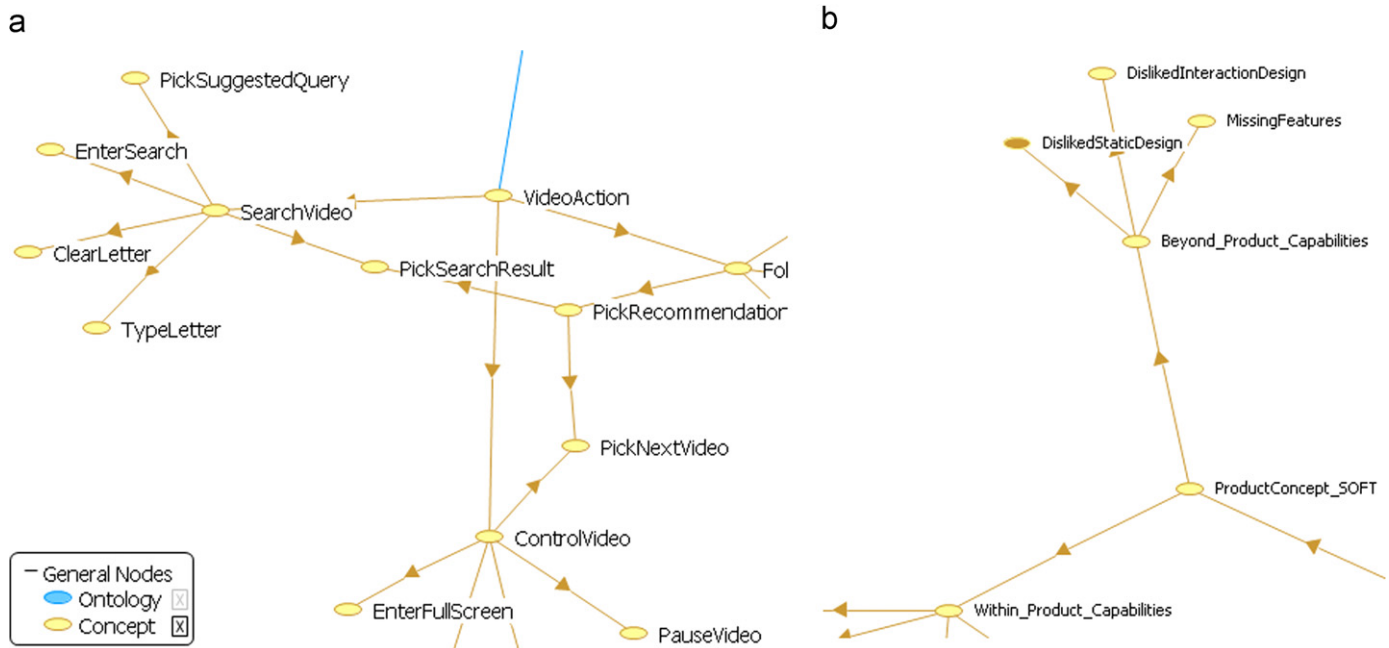 a
b
PickSuggestedQuery
EnterSearch
SearchVideo
VideoAction
ClearLetter
PickSearchResult
Fol
PickRecommendation
TypeLetter
PickNextVideo
ControlVideo
EnterFullScreen
PauseVideo
General Nodes
Ontology X
Concept X
DislikedInteractionDesign
MissingFeatures
DislikedStaticDesign
Beyond_Product_Capabilities
ProductConcept_SOFT
Within_Product_Capabilities